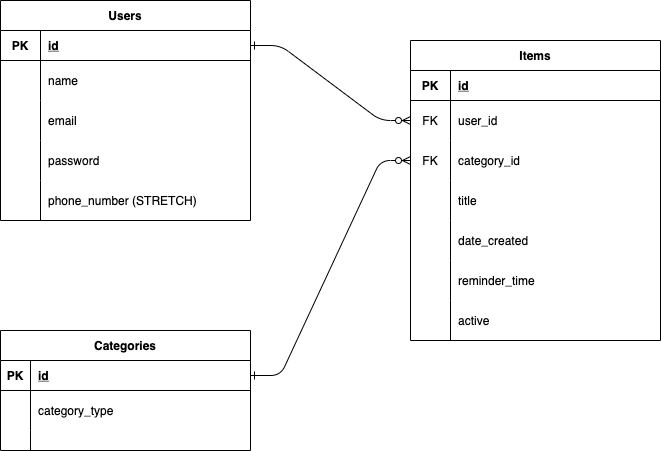 Users
PK id
name
email
password
phone_number (STRETCH)
Items
PK id
FK user_id
FK category_id
title
date_created
reminder_time
active
Categories
PK id
category_type